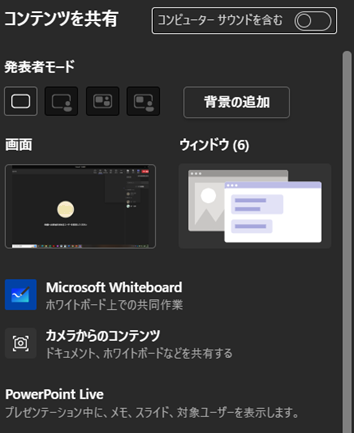 コンテンツを共有
コンピューター サウンドを含む
発表者モード
背景の追加
画面
ウィンドウ (6)
Microsoft Whiteboard
ホワイトボード上での共同作業
カメラからのコンテンツ
ドキュメント、ホワイトボードなどを共有する
PowerPoint Live
プレゼンテーション中に、メモ、スライド、対象ユーザーを表示します。